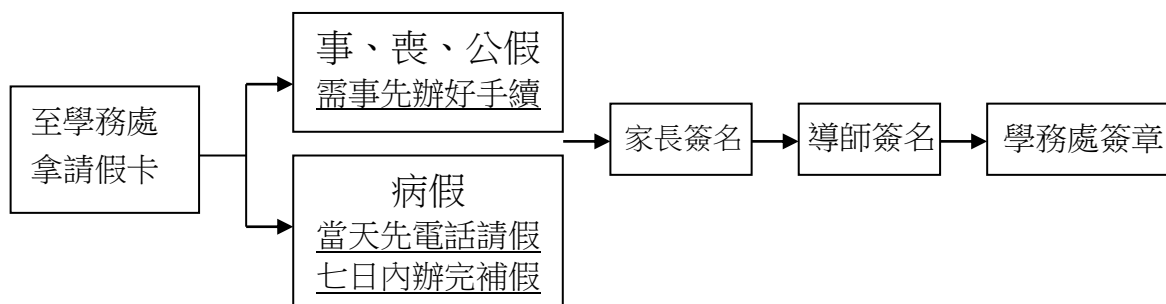 至學務處
拿請假卡
事、喪、公假
需事先辦好手續
病假
當天先電話請假
七日內辦完補假
家長簽名
導師簽名
學務處簽章